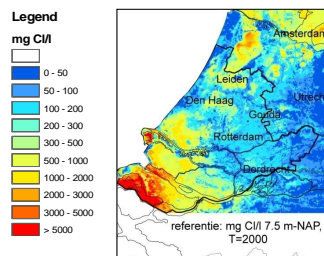 Legend
mg Cl/l
0 - 50
50 - 100
100 - 200
200 - 300
300 - 500
500 - 1000
1000 - 2000
2000 - 3000
3000 - 5000
> 5000
Amsterdam
Leiden
Den Haag
Utrech
Gouda
Rotterdam
Dordrecht
referentie: mg Cl/l 7.5 m-NAP,
T=2000